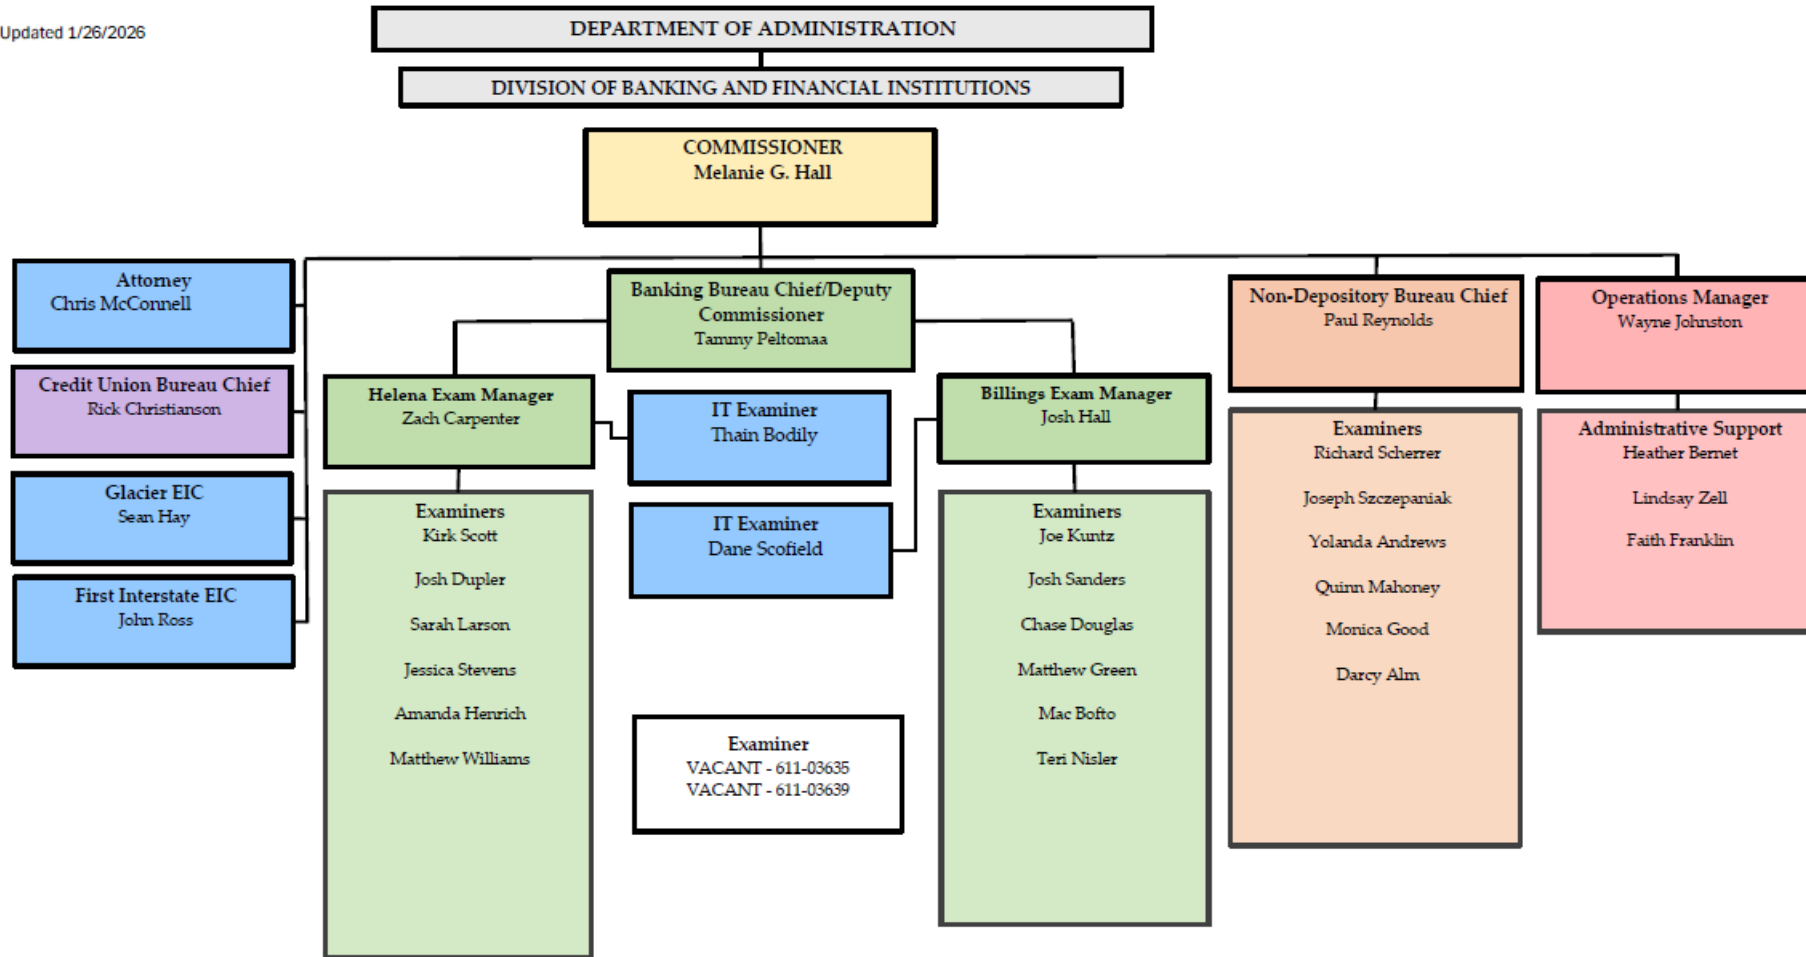 Updated 1/26/2026
DEPARTMENT OF ADMINISTRATION
DIVISION OF BANKING AND FINANCIAL INSTITUTIONS
COMMISSIONER
Melanie G. Hall
Attorney
Chris McConnell
Credit Union Bureau Chief
Rick Christianson
Glacier EIC
Sean Hay
First Interstate EIC
John Ross
Banking Bureau Chief/Deputy
Commissioner
Tammy Peltomaa
Helena Exam Manager
Zach Carpenter
Examiners
Kirk Scott
Josh Dupler
Sarah Larson
Jessica Stevens
Amanda Henrich
Matthew Williams
IT Examiner
Thain Bodily
IT Examiner
Dane Scofield
Examiner
VACANT - 611-03635
VACANT - 611-03639
Billings Exam Manager
Josh Hall
Examiners
Joe Kuntz
Josh Sanders
Chase Douglas
Matthew Green
Mac Bofto
Teri Nisler
Non-Depository Bureau Chief
Paul Reynolds
Examiners
Richard Scherrer
Joseph Szczepaniak
Yolanda Andrews
Quinn Mahoney
Monica Good
Darcy Alm
Operations Manager
Wayne Johnston
Administrative Support
Heather Bernet
Lindsay Zell
Faith Franklin